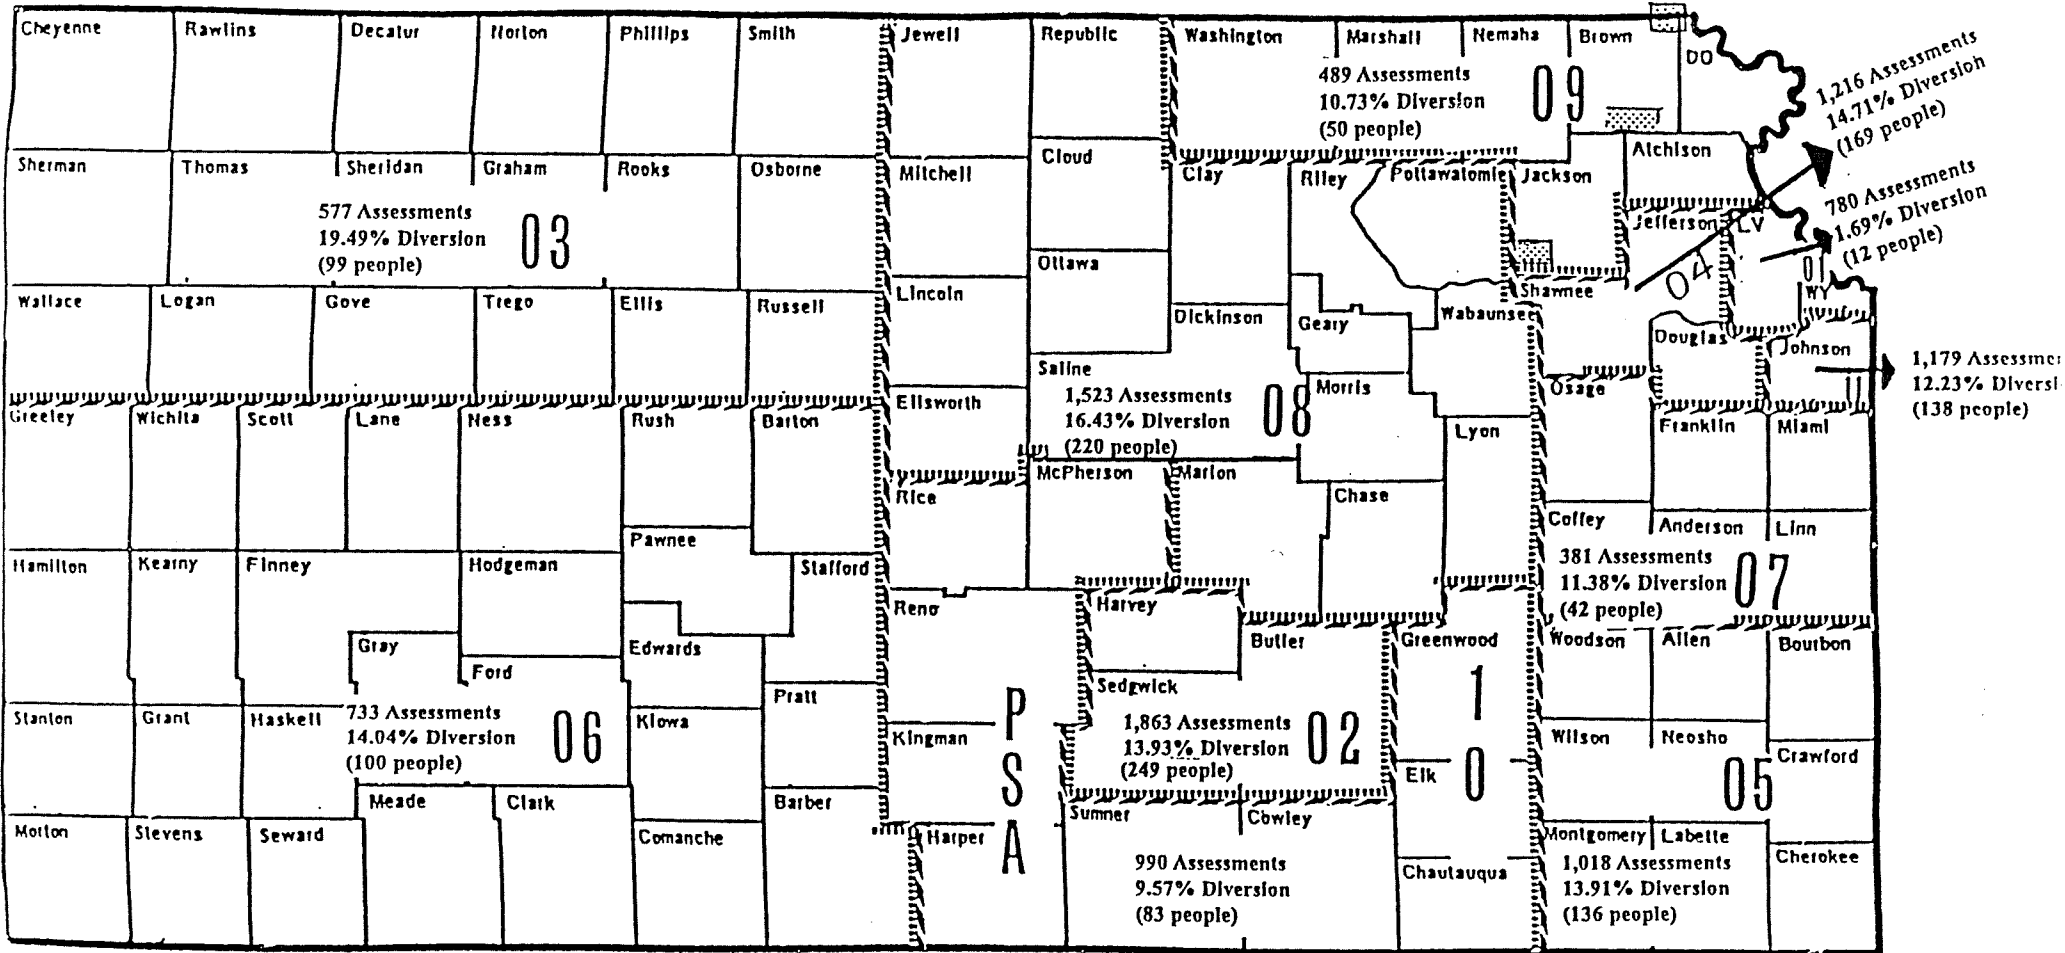 Cheyenne Rawlins Decatur Norton Phillips Smith Jewell Republic Washington Marshall Nemaha Brown
DO
489 Assessments
10.73% Diversion
(50 people)
09
1,216 Assessments
14.71% Diversion
(169 people)
Sherman Thomas Sheridan Graham Rooks Osborne Mitchell Cloud Clay Riley Pottawatomie Jackson Atchison
577 Assessments
19.49% Diversion
(99 people)
03
780 Assessments
1.69% Diversion
(12 people)
Jefferson LV
04
01
WY
Wallace Logan Gove Trego Ellis Russell Lincoln Ottawa Dickinson Geary Wabaunsee Shawnee Douglas Johnson
11
1,179
12.23%
(138 people)
Saline Morris Osage
1,523 Assessments
16.43% Diversion
(220 people)
08
Greeley Wichita Scott Lane Ness Rush Barton Ellsworth Lyon Franklin Miami
Rice McPherson Marion Chase Coffey Anderson Linn
381 Assessments
11.38% Diversion
(42 people)
07
Hamilton Kearny Finney Hodgeman Pawnee Stafford
Reno Harvey Butler Greenwood Woodson Allen Bourbon
Gray Ford Edwards Pratt Sedgwick
Stanton Grant Haskell Kiowa Kingman Elk Wilson Neosho Crawford
733 Assessments
14.04% Diversion
(100 people)
06
PSA
1,863 Assessments
13.93% Diversion
(249 people)
02
10
05
Meade Clark Barber
Morton Stevens Seward Comanche Harper Sumner Cowley Chautauqua Montgomery Labette Cherokee
990 Assessments
9.57% Diversion
(83 people)
1,018 Assessments
13.91% Diversion
(136 people)